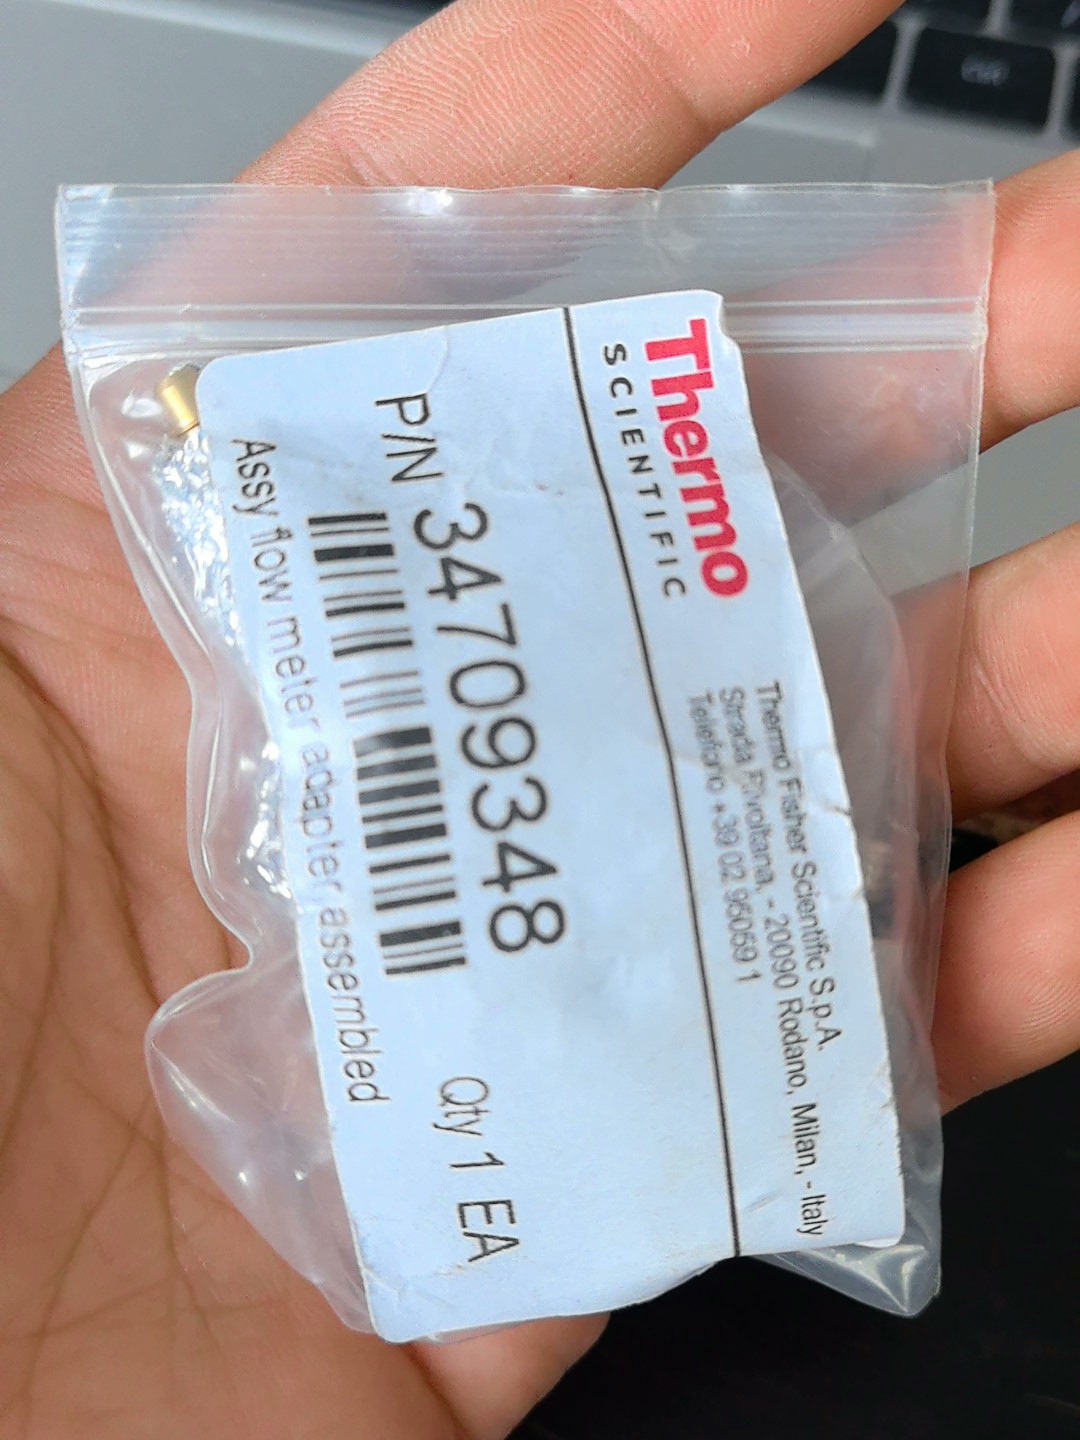 Thermo
SCIENTIFIC
Thermo Fisher Scientific S.p.A.
Strada Rivoltana, - 20090 Rodano, Milan, - Italy
Telefono +39 02 95059 1
P/N 34709348
Qty 1 EA
Assy flow meter adapter assembled